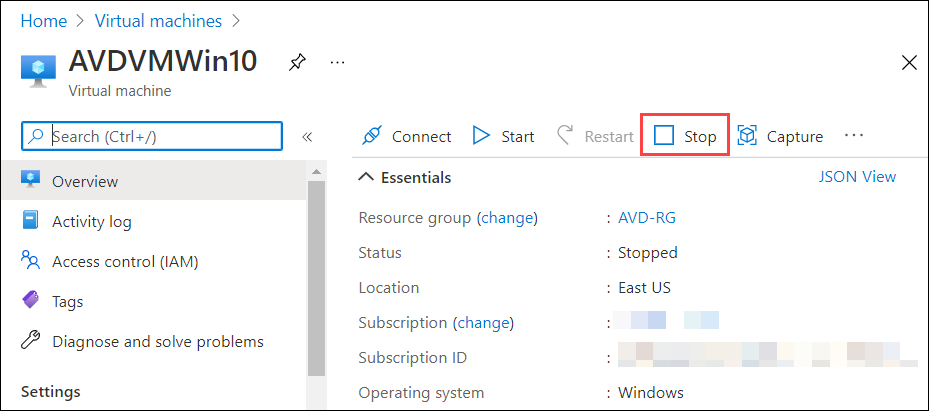 Home > Virtual machines >
AVDVMWin10 ...
Virtual machine
Search (Ctrl+/) «
Connect Start Restart Stop Capture ...
Overview
Activity log
Access control (IAM)
Tags
Diagnose and solve problems
Settings
Essentials JSON View
Resource group (change) : AVD-RG
Status : Stopped
Location : East US
Subscription (change) :
Subscription ID :
Operating system : Windows